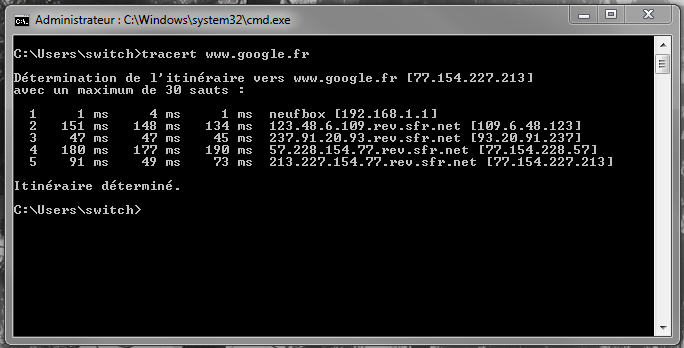 Administrateur : C:\Windows\system32\cmd.exe
C:\Users\switch>tracert www.google.fr
Détermination de l'itinéraire vers www.google.fr [77.154.227.213]
avec un maximum de 30 sauts :
1 1 ms 4 ms 1 ms neufbox [192.168.1.1]
2 151 ms 148 ms 134 ms 123.48.6.109.rev.sfr.net [109.6.48.123]
3 47 ms 47 ms 45 ms 237.91.20.93.rev.sfr.net [93.20.91.237]
4 180 ms 177 ms 190 ms 57.228.154.77.rev.sfr.net [77.154.228.57]
5 91 ms 49 ms 73 ms 213.227.154.77.rev.sfr.net [77.154.227.213]
Itinéraire déterminé.
C:\Users\switch>